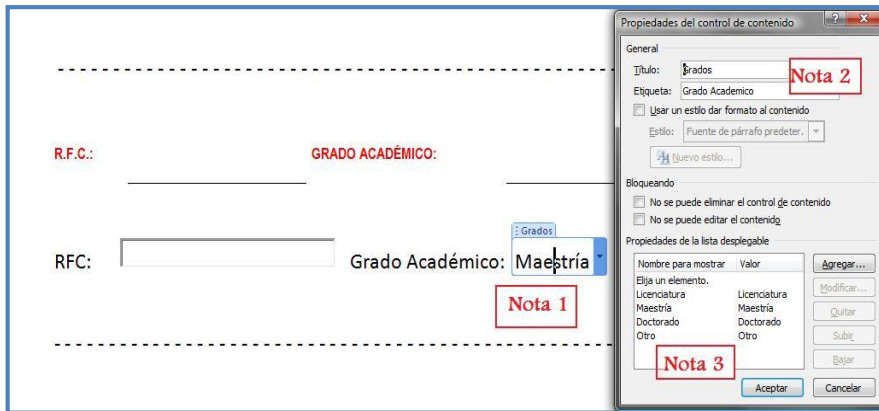 R.F.C.:
GRADO ACADÉMICO:
Grados
RFC:
Grado Académico: Maestría
Nota 1
Propiedades del control de contenido
General
Título: Grados
Nota 2
Etiqueta: Grado Academico
Usar un estilo dar formato al contenido
Estilo: Fuente de párrafo predeter.
Nuevo estilo...
Bloqueando
No se puede eliminar el control de contenido
No se puede editar el contenido
Propiedades de la lista desplegable
Nombre para mostrar Valor
Elija un elemento.
Licenciatura Licenciatura
Maestría Maestría
Doctorado Doctorado
Otro Otro
Nota 3
Agregar...
Modificar...
Quitar
Subir
Bajar
Aceptar Cancelar